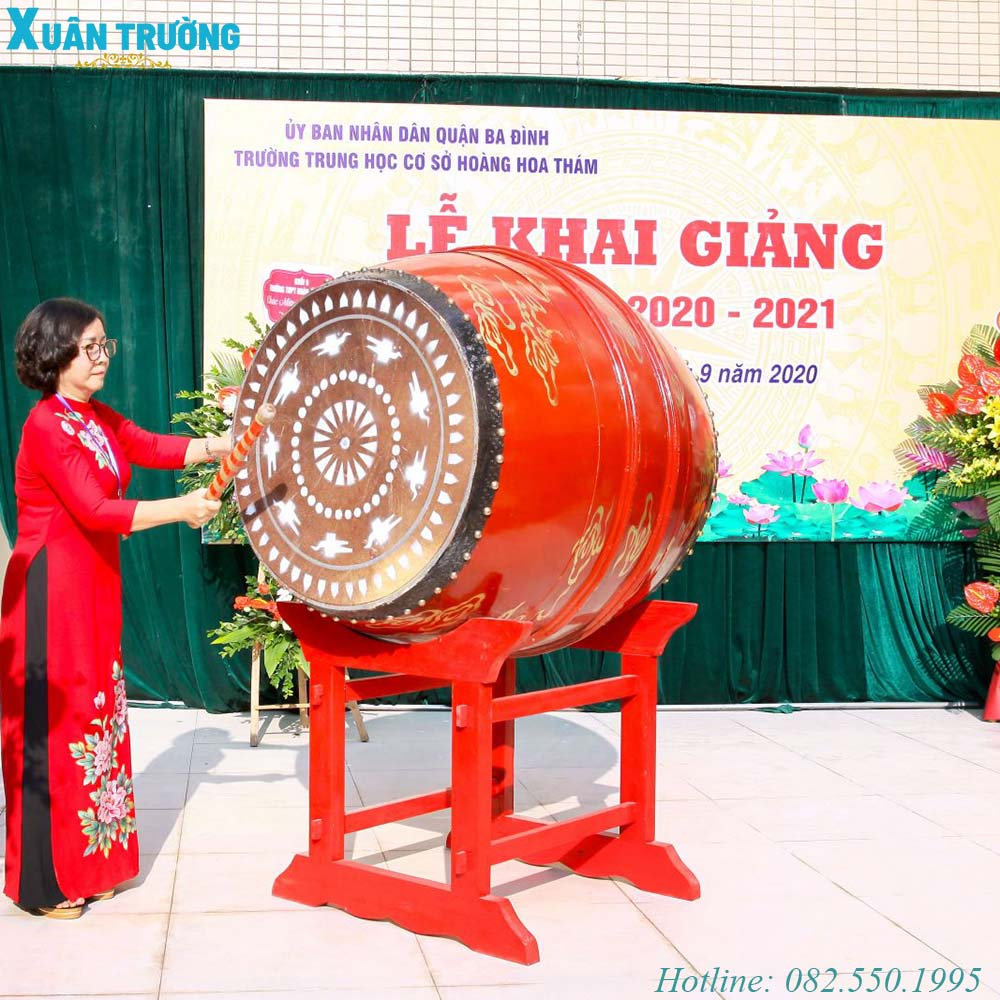 XUÂN TRƯỜNG
ỦY BAN NHÂN DÂN QUẬN BA ĐÌNH
TRƯỜNG TRUNG HỌC CƠ SỞ HOÀNG HOA THÁM
LỄ KHAI GIẢNG
2020 - 2021
9 năm 2020
Hotline: 082.550.1995